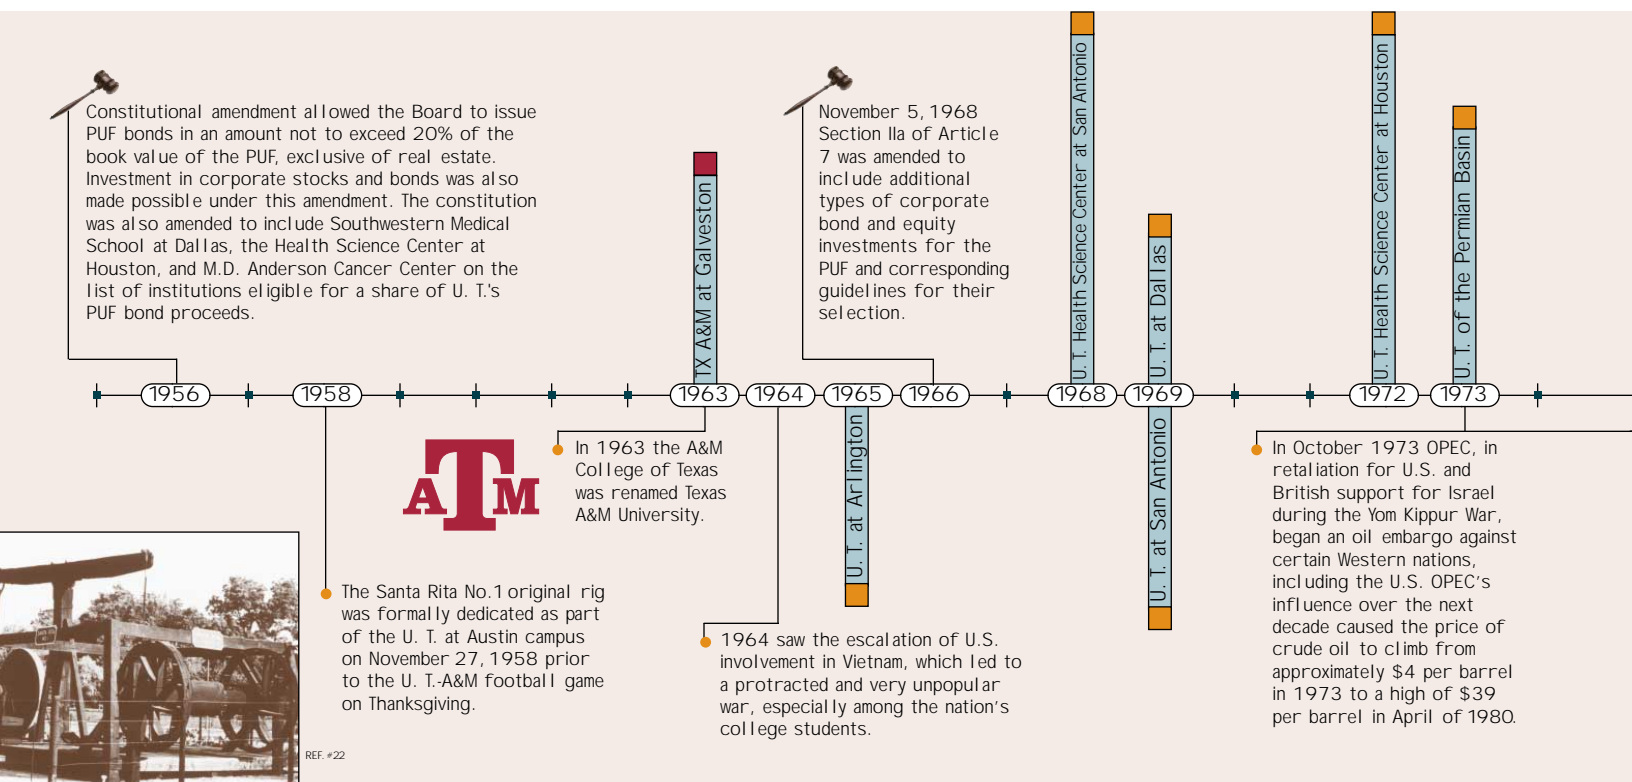 Constitutional amendment allowed the Board to issue
PUF bonds in an amount not to exceed 20% of the
book value of the PUF, exclusive of real estate.
Investment in corporate stocks and bonds was also
made possible under this amendment. The constitution
was also amended to include Southwestern Medical
School at Dallas, the Health Science Center at
Houston, and M.D. Anderson Cancer Center on the
list of institutions eligible for a share of U. T.'s
PUF bond proceeds.
TX A&M at Galveston
November 5, 1968
Section IIa of Article
7 was amended to
include additional
types of corporate
bond and equity
investments for the
PUF and corresponding
guidelines for their
selection.
U. T. Health Science Center at San Antonio
U. T. at Dallas
U. T. Health Science Center at Houston
U. T. of the Permian Basin
1956
1958
1963
1964
1965
1966
1968
1969
1972
1973
ATM
In 1963 the A&M
College of Texas
was renamed Texas
A&M University.
U. T. at Arlington
U. T. at San Antonio
The Santa Rita No.1 original rig
was formally dedicated as part
of the U. T. at Austin campus
on November 27, 1958 prior
to the U. T.-A&M football game
on Thanksgiving.
1964 saw the escalation of U.S.
involvement in Vietnam, which led to
a protracted and very unpopular
war, especially among the nation's
college students.
In October 1973 OPEC, in
retaliation for U.S. and
British support for Israel
during the Yom Kippur War,
began an oil embargo against
certain Western nations,
including the U.S. OPEC's
influence over the next
decade caused the price of
crude oil to climb from
approximately $4 per barrel
in 1973 to a high of $39
per barrel in April of 1980.
REF. #22